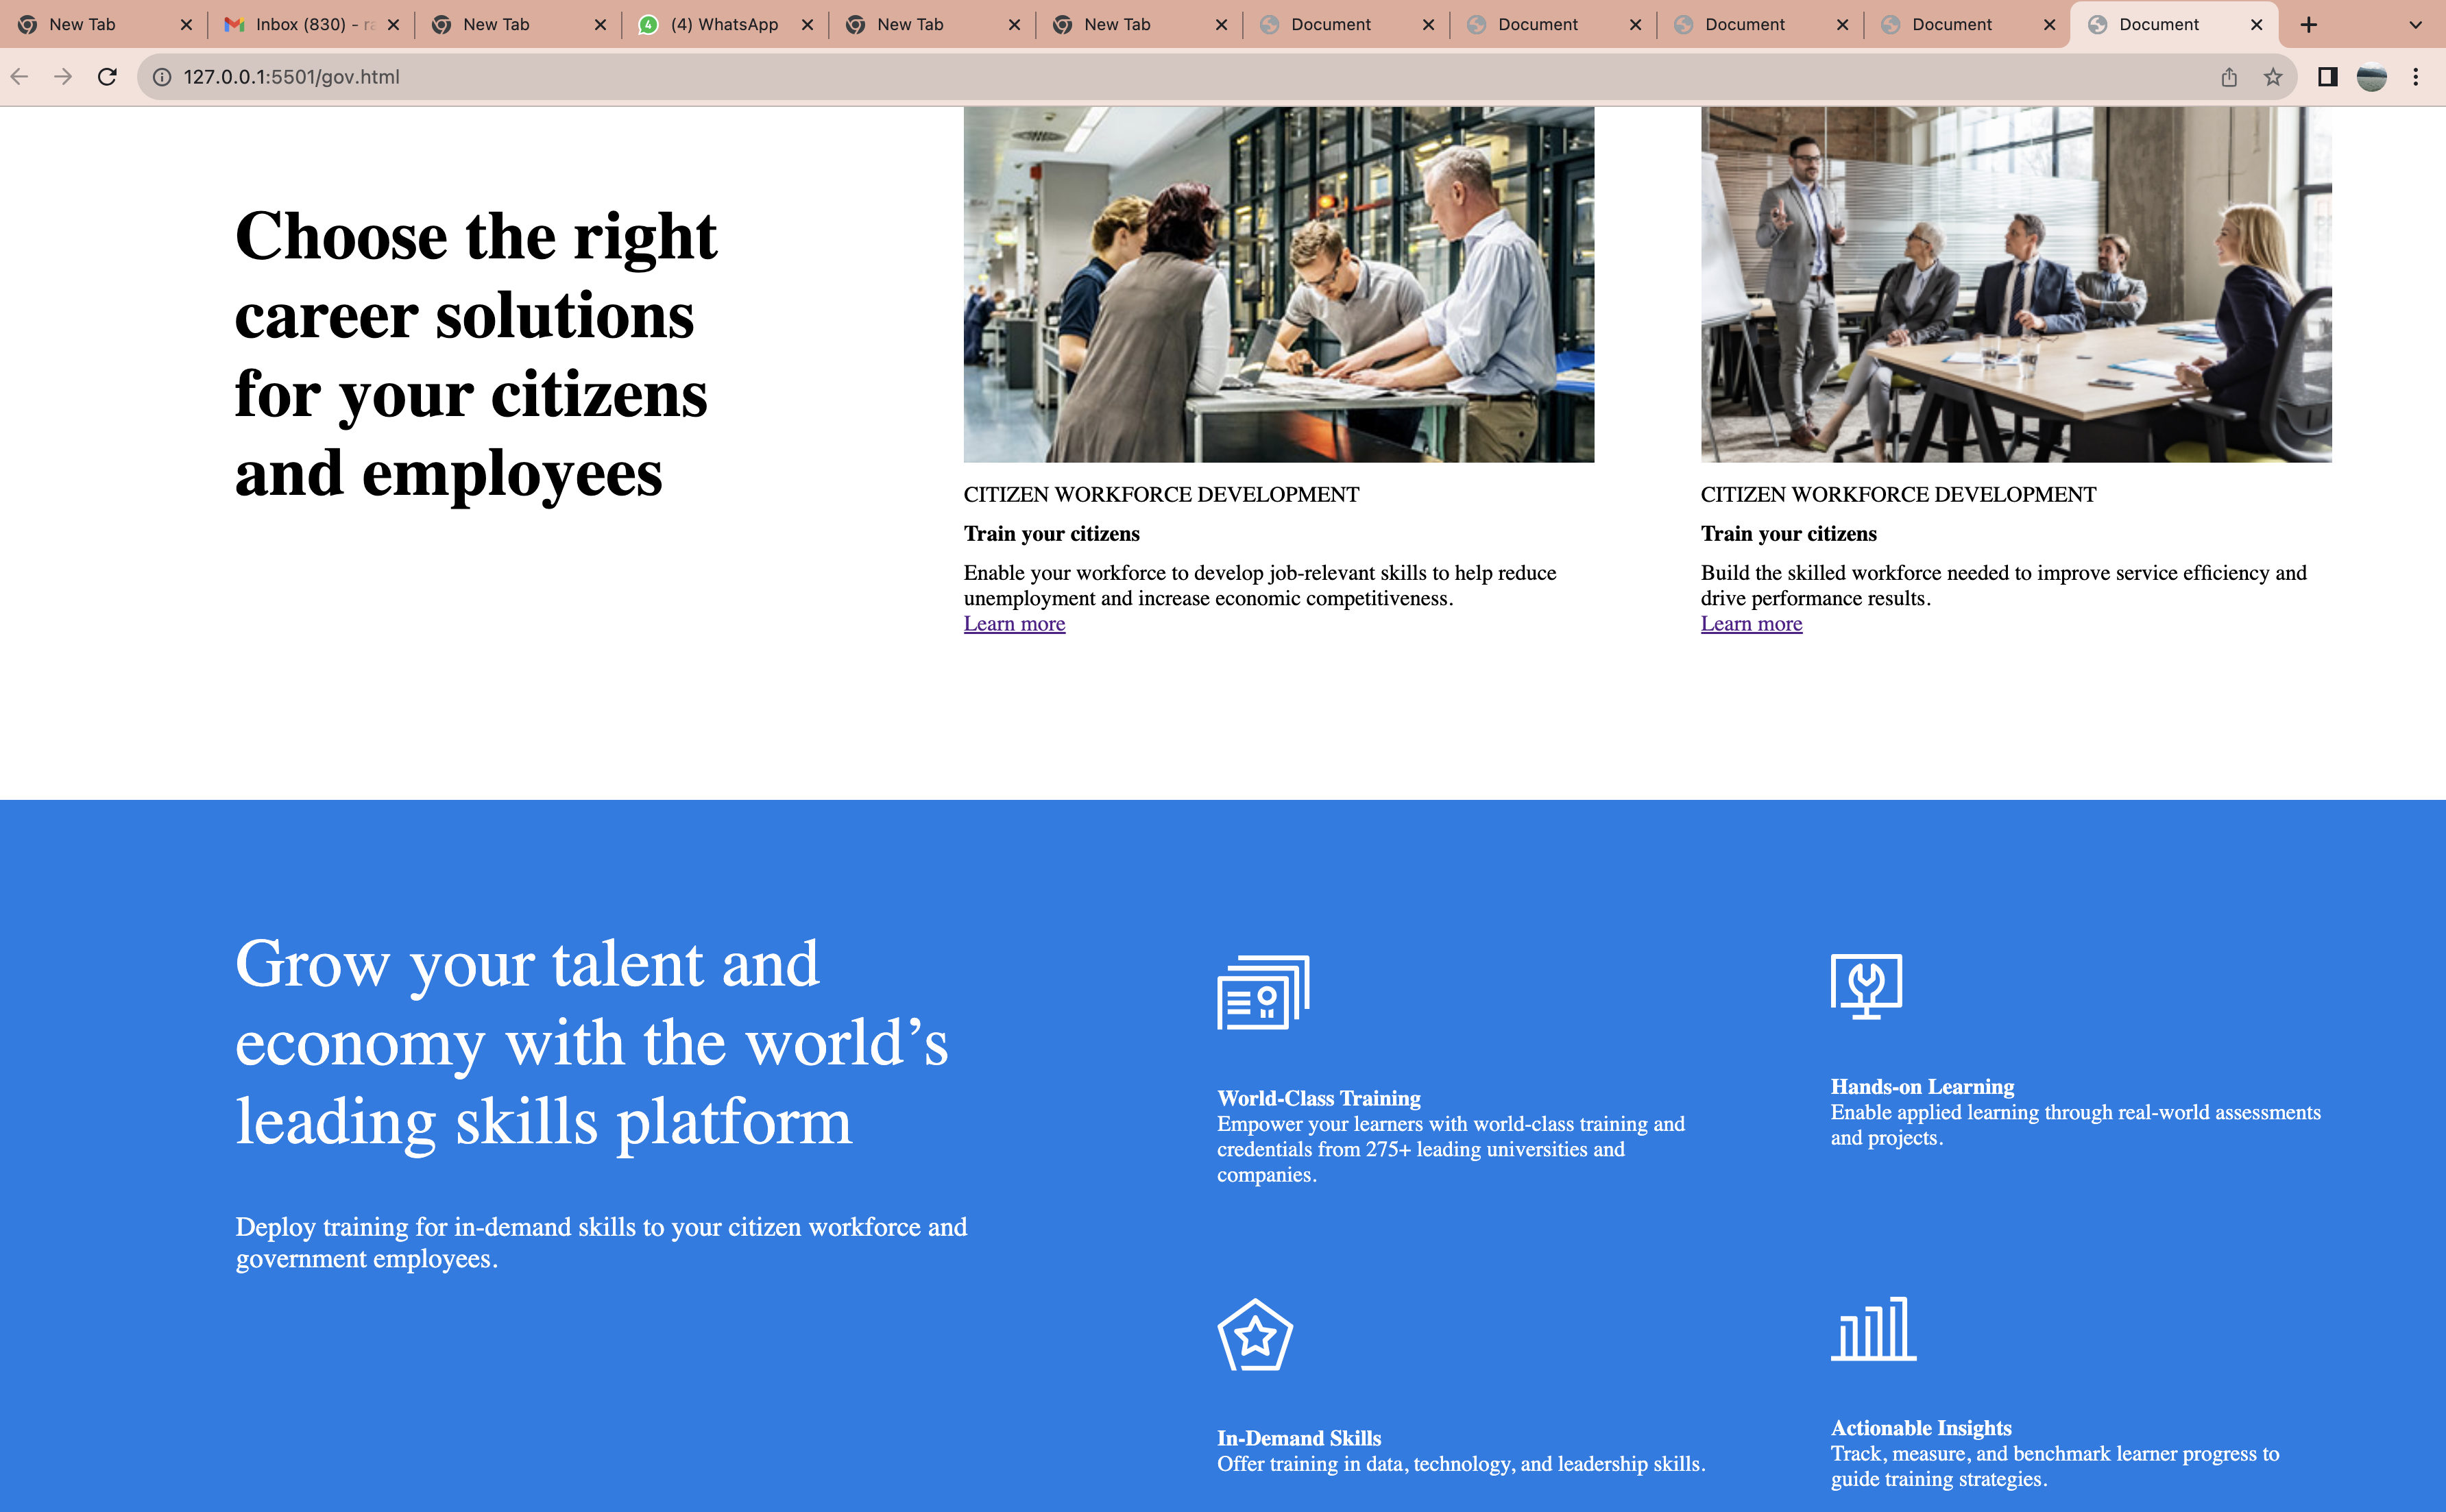 New Tab
Inbox (830) - ra
New Tab
(4) WhatsApp
New Tab
New Tab
Document
Document
Document
Document
Document
127.0.0.1:5501/gov.html
Choose the right
career solutions
for your citizens
and employees
CITIZEN WORKFORCE DEVELOPMENT
Train your citizens
Enable your workforce to develop job-relevant skills to help reduce
unemployment and increase economic competitiveness.
Learn more
CITIZEN WORKFORCE DEVELOPMENT
Train your citizens
Build the skilled workforce needed to improve service efficiency and
drive performance results.
Learn more
Grow your talent and
economy with the world’s
leading skills platform
Deploy training for in-demand skills to your citizen workforce and
government employees.
World-Class Training
Empower your learners with world-class training and
credentials from 275+ leading universities and
companies.
Hands-on Learning
Enable applied learning through real-world assessments
and projects.
In-Demand Skills
Offer training in data, technology, and leadership skills.
Actionable Insights
Track, measure, and benchmark learner progress to
guide training strategies.